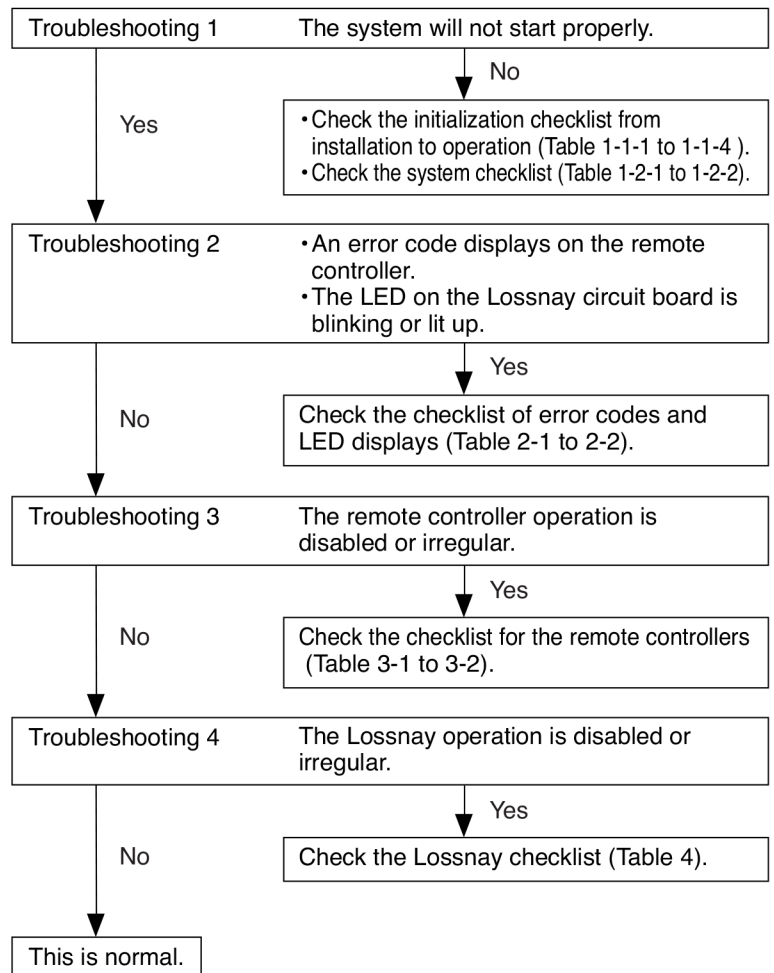 Troubleshooting 1 The system will not start properly.
No
Yes
•Check the initialization checklist from
installation to operation (Table 1-1-1 to 1-1-4 ).
•Check the system checklist (Table 1-2-1 to 1-2-2).
Troubleshooting 2 •An error code displays on the remote
controller.
•The LED on the Lossnay circuit board is
blinking or lit up.
Yes
No
Check the checklist of error codes and
LED displays (Table 2-1 to 2-2).
Troubleshooting 3 The remote controller operation is
disabled or irregular.
Yes
No
Check the checklist for the remote controllers
(Table 3-1 to 3-2).
Troubleshooting 4 The Lossnay operation is disabled or
irregular.
Yes
No
Check the Lossnay checklist (Table 4).
This is normal.